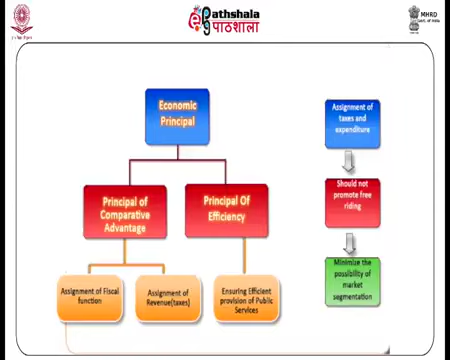 ePathshala
पाठशाला
MHRD
Economic
Principal
Principal of
Comparative
Advantage
Principal Of
Efficiency
Assignment of Fiscal
function
Assignment of
Revenue(taxes)
Ensuring Efficient
provision of Public
Services
Assignment of
taxes and
expenditure
Should not
promote free
riding
Minimize the
possibility of
market
segmentation